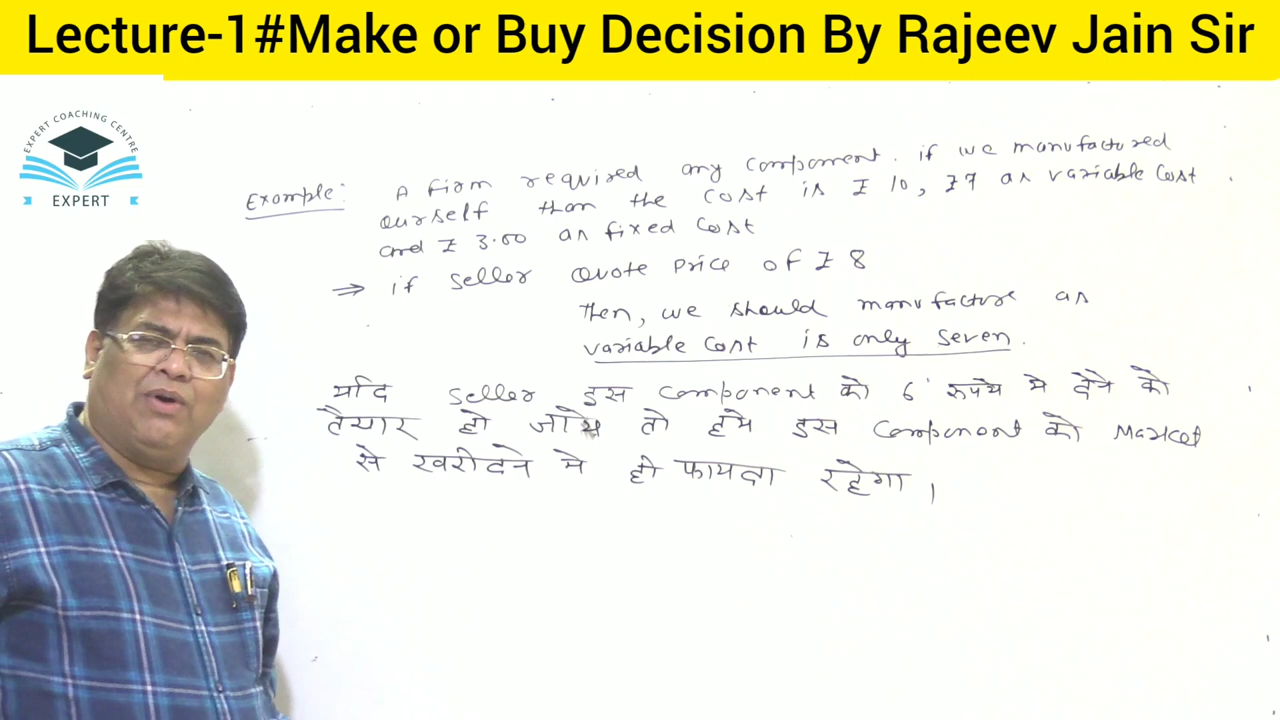 Lecture-1#Make or Buy Decision By Rajeev Jain Sir
EXPERT COACHING CENTRE
EXPERT
Example: A firm required any component. if we manufactured
ourself than the cost is ₹ 10, ₹7 as variable cost
and ₹ 3.00 as fixed cost
⇒ if seller quote price of ₹ 8
then, we should manufacture as
variable cost is only seven.
यदि seller इस component को 6 रूपये मे देने को
तैयार हो जाये तो हमे इस component को Market
से खरीदने मे ही फायदा रहेगा।